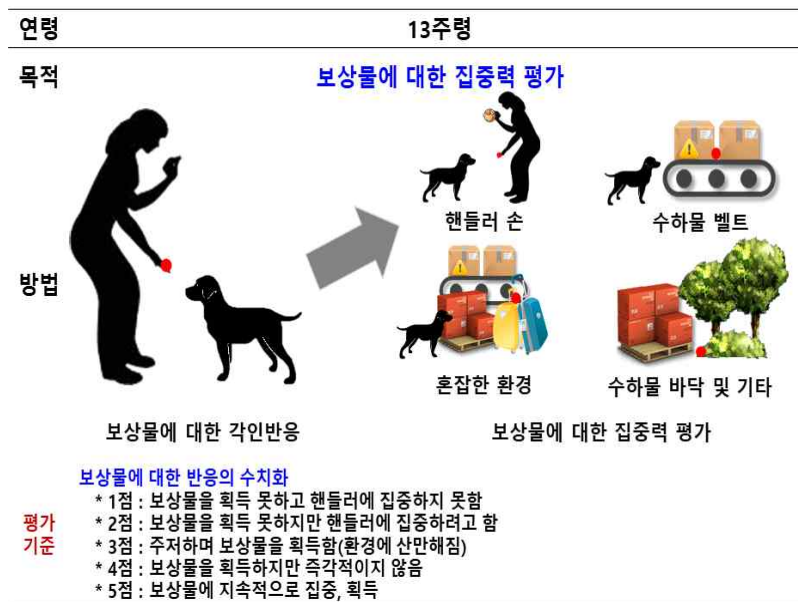 연령 13주령
목적 보상물에 대한 집중력 평가
방법
핸들러 손 수하물 벨트
혼잡한 환경 수하물 바닥 및 기타
보상물에 대한 각인반응 보상물에 대한 집중력 평가
평가 기준
보상물에 대한 반응의 수치화
* 1점 : 보상물을 획득 못하고 핸들러에 집중하지 못함
* 2점 : 보상물을 획득 못하지만 핸들러에 집중하려고 함
* 3점 : 주저하며 보상물을 획득함(환경에 산만해짐)
* 4점 : 보상물을 획득하지만 즉각적이지 않음
* 5점 : 보상물에 지속적으로 집중, 획득